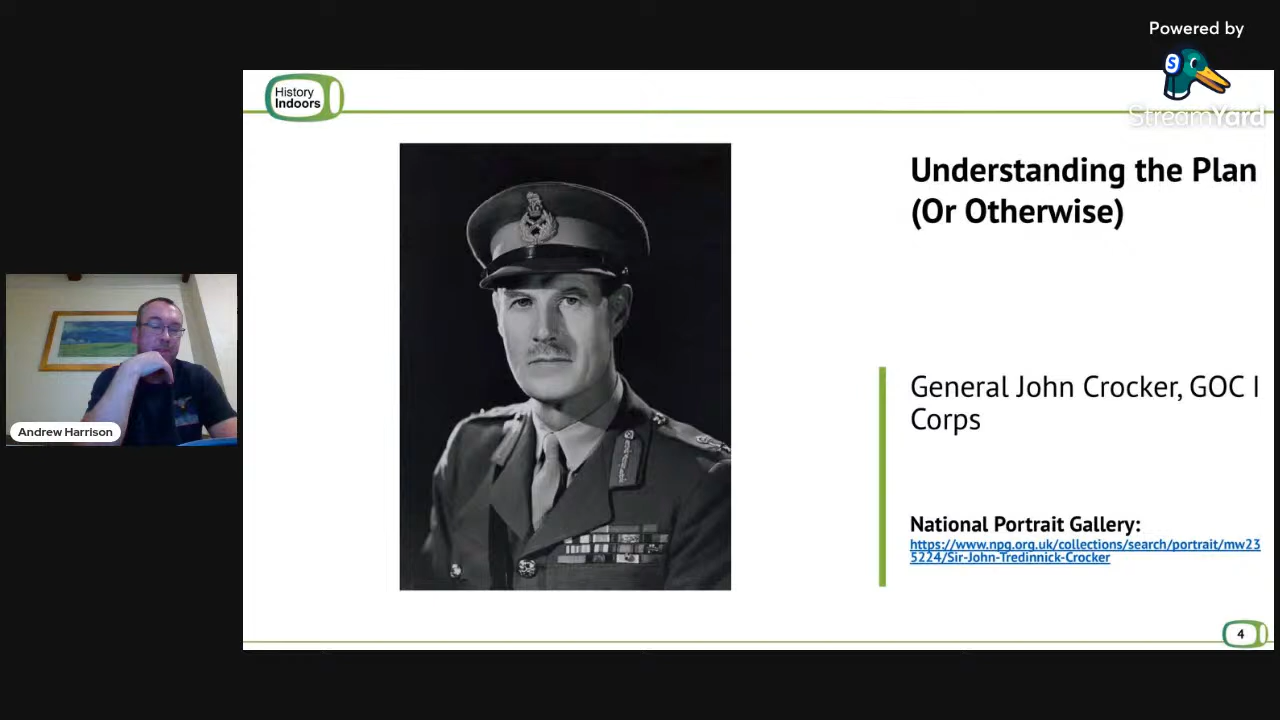 Powered by
S
StreamYard
History
Indoors
Understanding the Plan
(Or Otherwise)
General John Crocker, GOC I
Corps
Andrew Harrison
National Portrait Gallery:
https://www.npg.org.uk/collections/search/portrait/mw23
5224/Sir-John-Tredinnick-Crocker
4